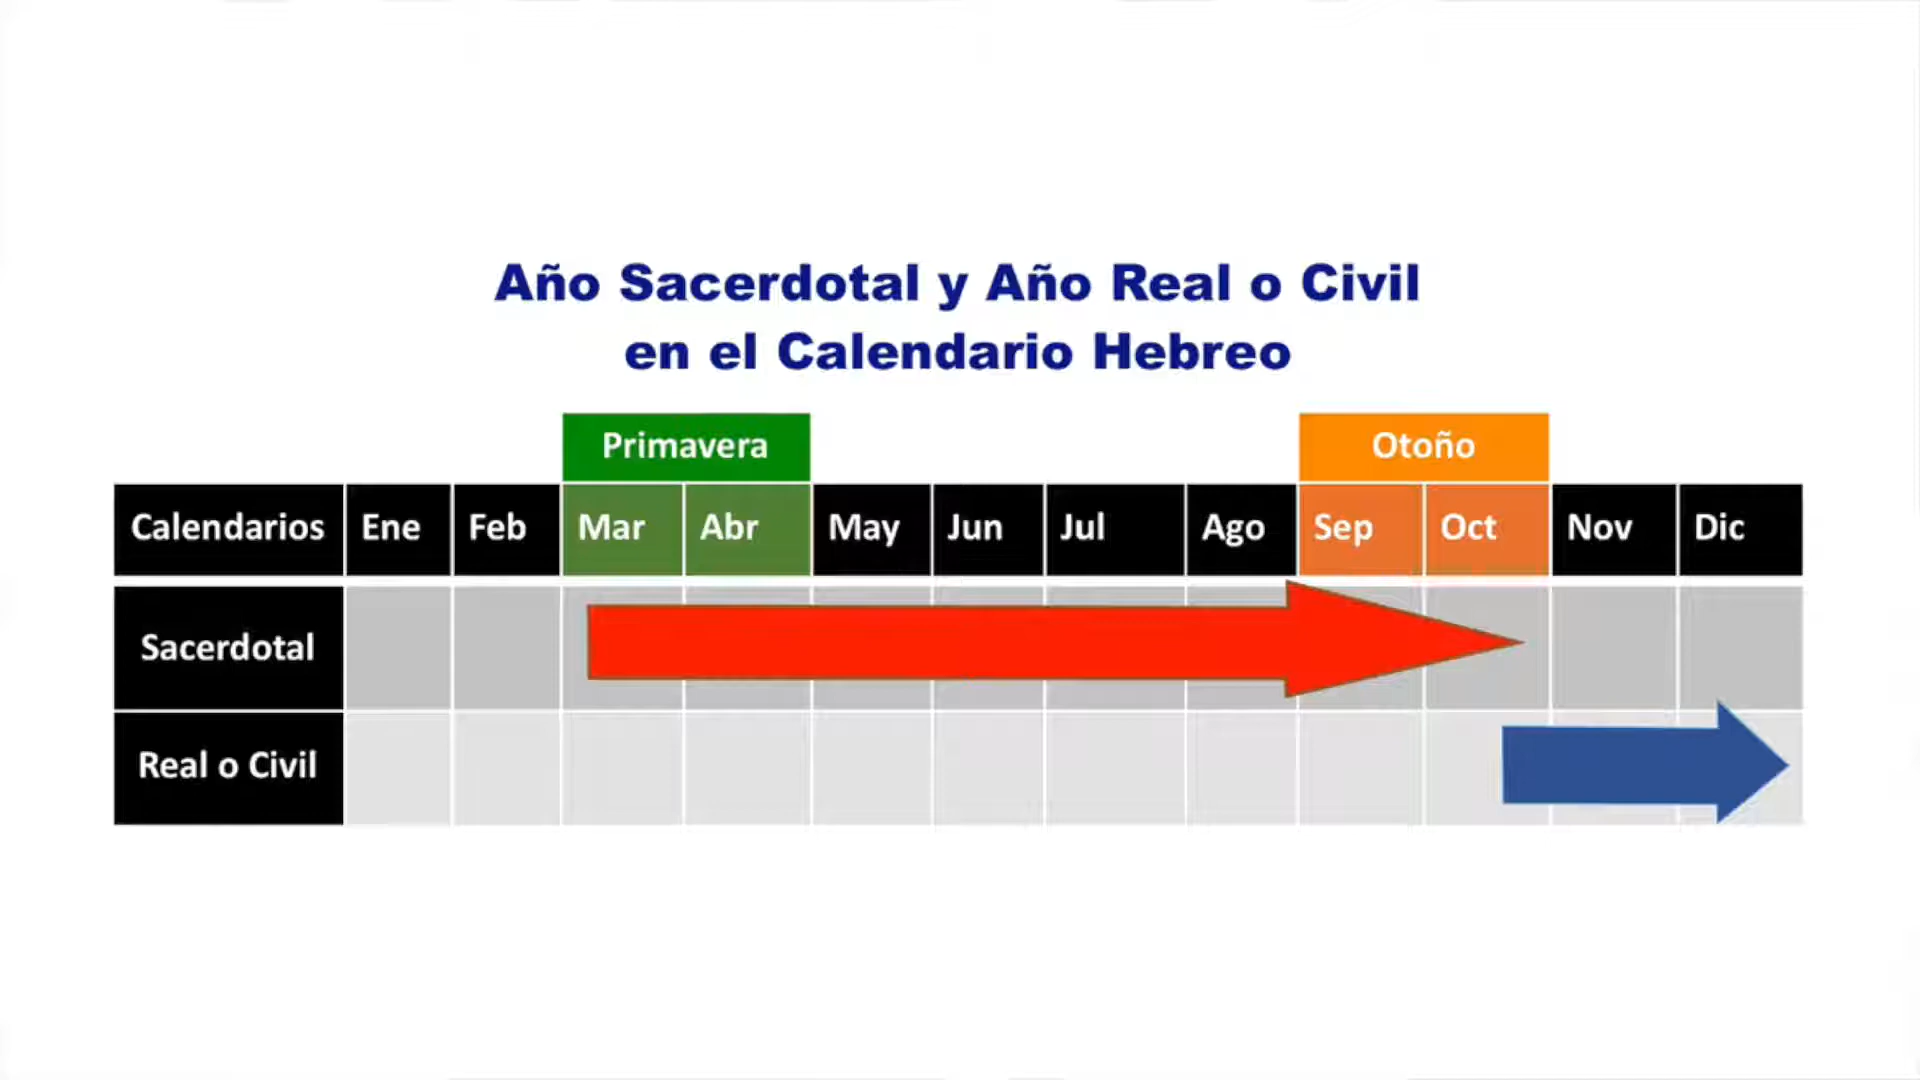 Año Sacerdotal y Año Real o Civil
en el Calendario Hebreo
Primavera Otoño
Calendarios Ene Feb Mar Abr May Jun Jul Ago Sep Oct Nov Dic
Sacerdotal
Real o Civil